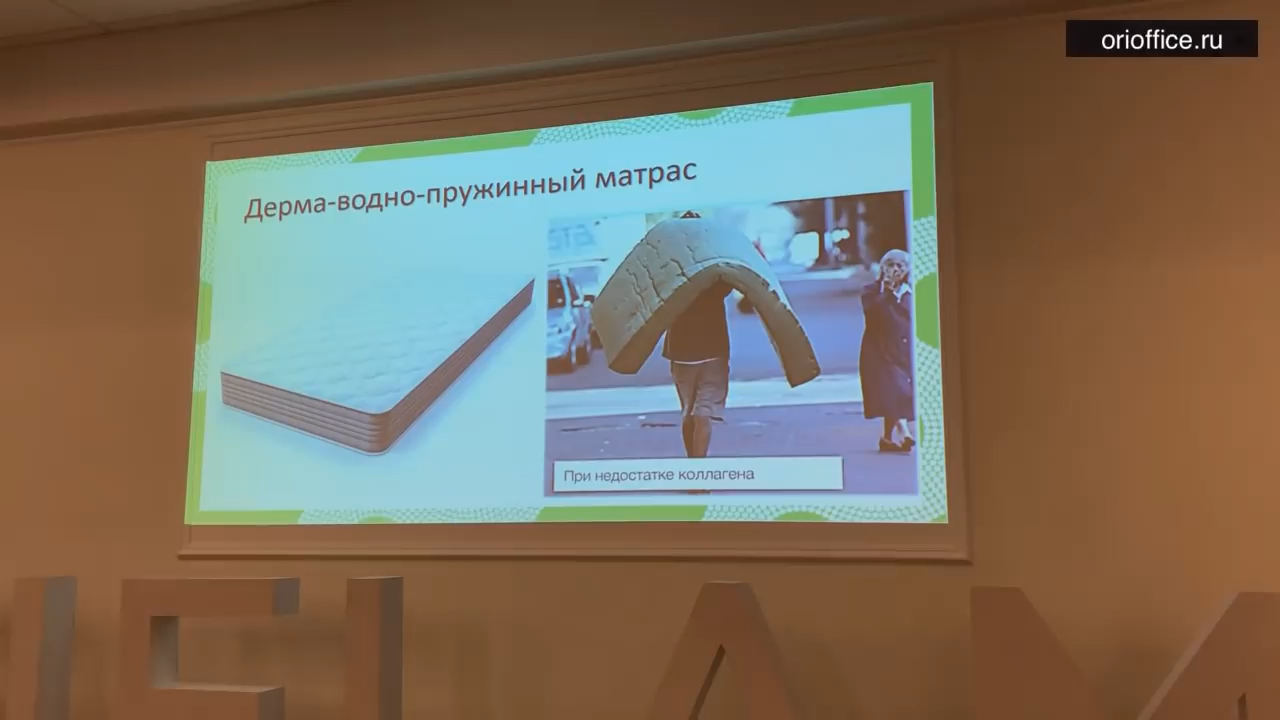 orioffice.ru
Дерма-водно-пружинный матрас
При недостатке коллагена